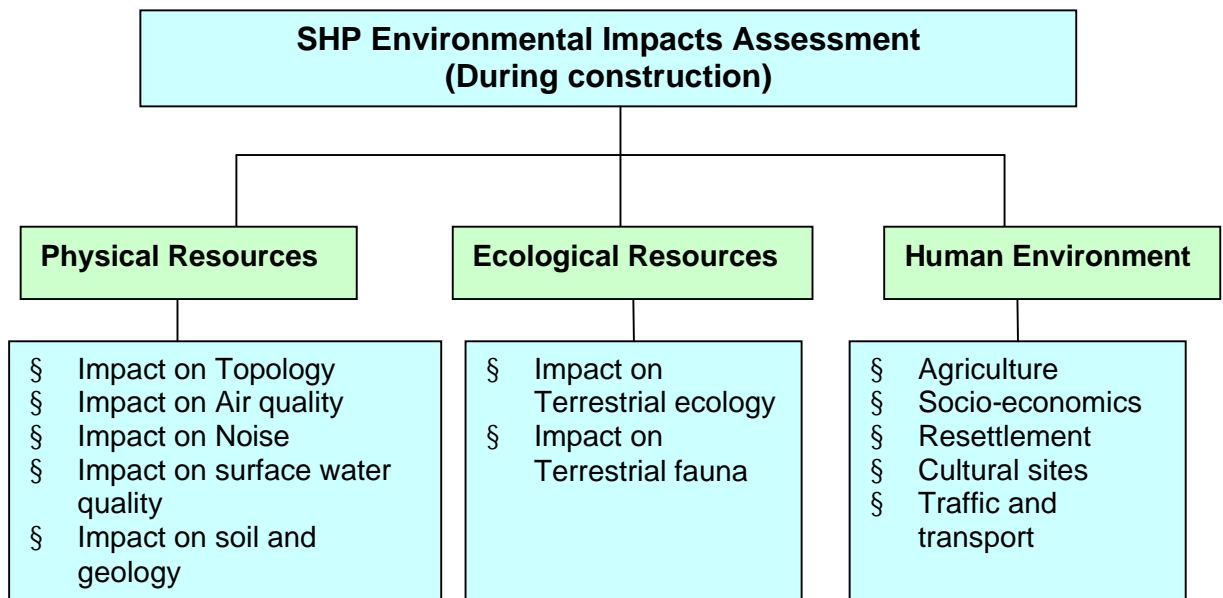 SHP Environmental Impacts Assessment
(During construction)
Physical Resources
Ecological Resources
Human Environment
§ Impact on Topology
§ Impact on Air quality
§ Impact on Noise
§ Impact on surface water
quality
§ Impact on soil and
geology
§ Impact on
Terrestrial ecology
§ Impact on
Terrestrial fauna
§ Agriculture
§ Socio-economics
§ Resettlement
§ Cultural sites
§ Traffic and
transport